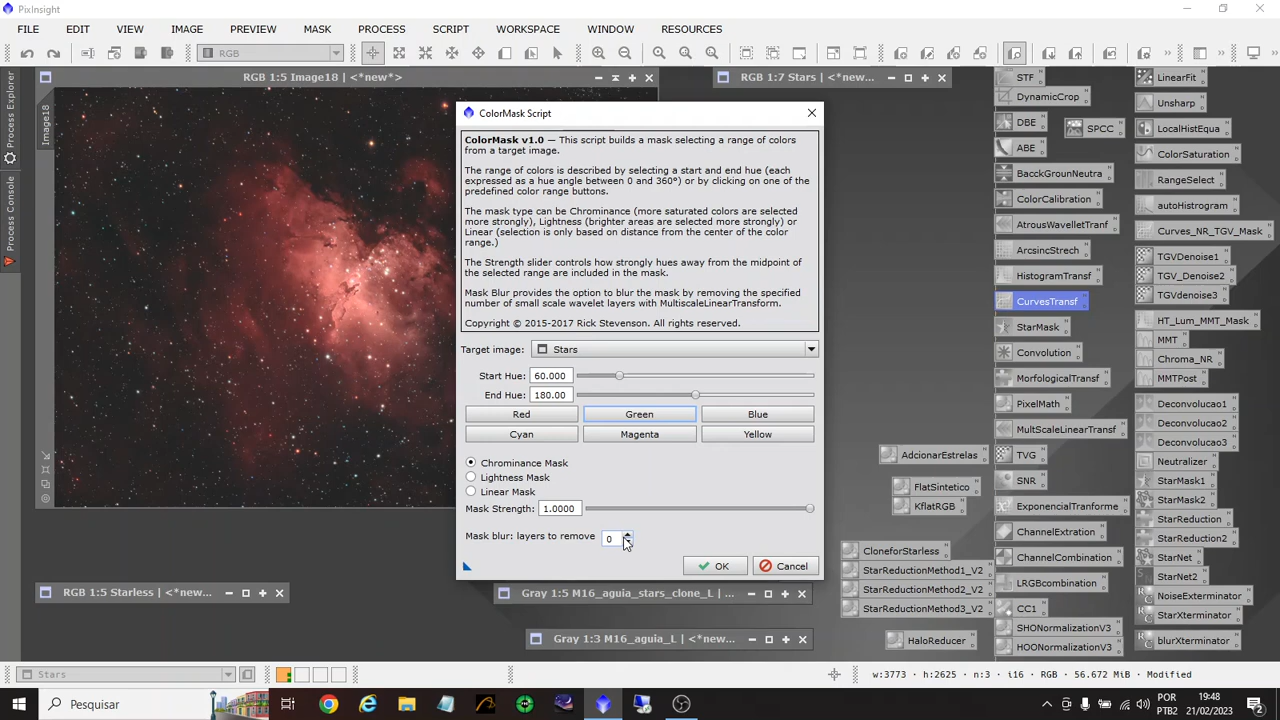 PixInsight
FILE EDIT VIEW IMAGE PREVIEW MASK PROCESS SCRIPT WORKSPACE WINDOW RESOURCES
RGB
RGB 1:5 Image18 | <*new*>
RGB 1:7 Stars | <*new*...
Image18
Process Explorer
Process Console
ColorMask Script
ColorMask v1.0 — This script builds a mask selecting a range of colors
from a target image.
The range of colors is described by selecting a start and end hue (each
expressed as a hue angle between 0 and 360°) or by clicking on one of the
predefined color range buttons.
The mask type can be Chrominance (more saturated colors are selected
more strongly), Lightness (brighter areas are selected more strongly) or
Linear (selection is only based on distance from the center of the color
range.)
The Strength slider controls how strongly hues away from the midpoint of
the selected range are included in the mask.
Mask Blur provides the option to blur the mask by removing the specified
number of small scale wavelet layers with MultiscaleLinearTransform.
Copyright © 2015-2017 Rick Stevenson. All rights reserved.
Target image: Stars
Start Hue: 60.000
End Hue: 180.00
Red Green Blue
Cyan Magenta Yellow
Chrominance Mask
Lightness Mask
Linear Mask
Mask Strength: 1.0000
Mask blur: layers to remove 0
OK Cancel
STF
DynamicCrop
DBE
SPCC
ABE
BacckGrounNeutra
ColorCalibration
AtrousWavelletTransf
ArcsincStrech
HistogramTransf
CurvesTransf
StarMask
Convolution
MorfologicalTransf
PixelMath
MultScaleLinearTransf
TVG
SNR
ExponencialTranforme
ChannelExtration
ChannelCombination
LRGBcombination
CC1
SHONormalizationV3
HOONormalizationV3
LinearFit
Unsharp
LocalHistEqua
ColorSaturation
RangeSelect
autoHistrogram
Curves_NR_TGV_Mask
TGVDenoise1
TGV_Denoise2
TGVdenoise3
HT_Lum_MMT_Mask
MMT
Chroma_NR
MMTPost
Deconvolucao1
Deconvolucao2
Deconvolucao3
Neutralizer
StarMask1
StarMask2
StarReduction
StarReduction2
StarNet
StarNet2
NoiseExterminator
StarXterminator
blurXterminator
AdcionarEstrelas
FlatSintetico
KflatRGB
CloneforStarless
StarReductionMethod1_V2
StarReductionMethod2_V2
StarReductionMethod3_V2
HaloReducer
RGB 1:5 Starless | <*new*...
Gray 1:5 M16_aguia_stars_clone_L | ...
Gray 1:3 M16_aguia_L | <*new*...
Stars
w:3773 h:2625 n:3 i16 RGB 56.672 MiB Modified
Pesquisar
POR
PTB2
19:48
21/02/2023